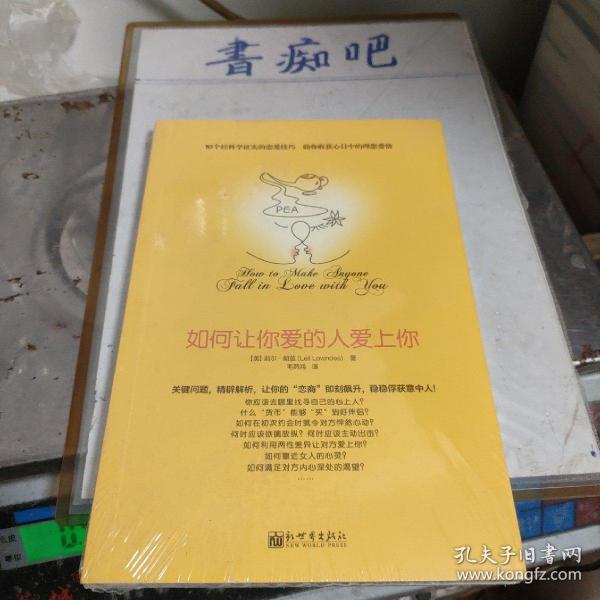 書痴吧
85个经科学证实的恋爱技巧 助你收获心目中的理想爱情
PEA
How to Make Anyone
Fall in Love with You
如何让你爱的人爱上你
【美】莉尔·朗兹(Leil Lowndes) 著
毛燕鸿 译
关键问题,精辟解析,让你的“恋商”即刻飙升,稳稳俘获意中人!
你应该去哪里找寻自己的心上人?
什么“货币”能够“买”到好伴侣?
如何在初次约会时就令对方怦然心动?
何时应该欲擒故纵?何时应该主动出击?
如何利用两性差异让对方爱上你?
如何靠近女人的心灵?
如何满足对方内心深处的渴望?
……
新世界出版社
NEW WORLD PRESS
孔夫子旧书网
www.kongfz.com